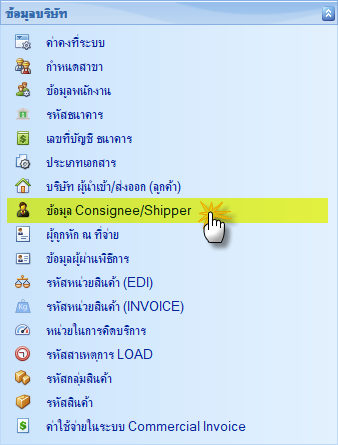 ข้อมูลบริษัท
ค่าคงที่ระบบ
กำหนดสาขา
ข้อมูลพนักงาน
รหัสธนาคาร
เลขที่บัญชี ธนาคาร
ประเภทเอกสาร
บริษัท ผู้นำเข้า/ส่งออก (ลูกค้า)
ข้อมูล Consignee/Shipper
ผู้ถูกหัก ณ ที่จ่าย
ข้อมูลผู้ผ่านพิธีการ
รหัสหน่วยสินค้า (EDI)
รหัสหน่วยสินค้า (INVOICE)
หน่วยในการคิดบริการ
รหัสสาเหตุการ LOAD
รหัสกลุ่มสินค้า
รหัสสินค้า
ค่าใช้จ่ายในระบบ Commercial Invoice